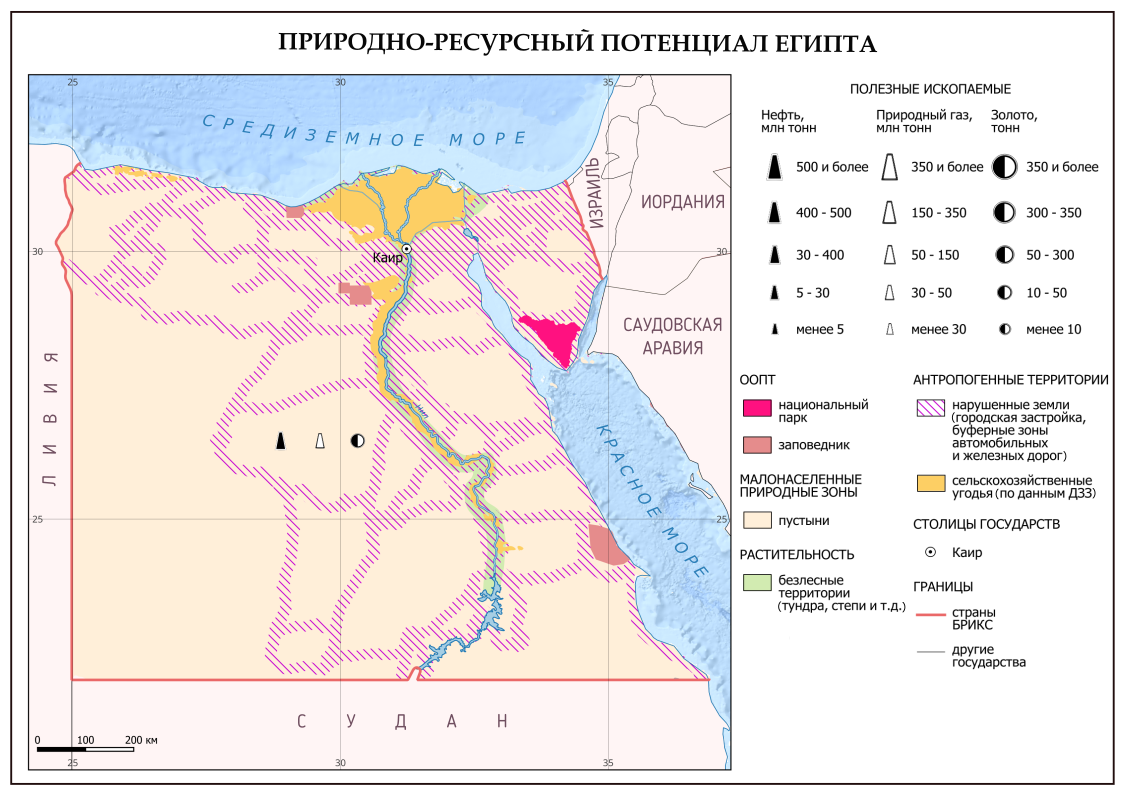 ПРИРОДНО-РЕСУРСНЫЙ ПОТЕНЦИАЛ ЕГИПТА
25
30
35
СРЕДИЗЕМНОЕ МОРЕ
ИЗРАИЛЬ
ИОРДАНИЯ
30
30
Каир
САУДОВСКАЯ
АРАВИЯ
ЛИВИЯ
Нил
КРАСНОЕ МОРЕ
25
25
СУДАН
0 100 200 км
25
30
35
ПОЛЕЗНЫЕ ИСКОПАЕМЫЕ
Нефть,
млн тонн
500 и более
400 - 500
30 - 400
5 - 30
менее 5
Природный газ,
млн тонн
350 и более
150 - 350
50 - 150
30 - 50
менее 30
Золото,
тонн
350 и более
300 - 350
50 - 300
10 - 50
менее 10
ООПТ
национальный
парк
заповедник
МАЛОНАСЕЛЕННЫЕ
ПРИРОДНЫЕ ЗОНЫ
пустыни
РАСТИТЕЛЬНОСТЬ
безлесные
территории
(тундра, степи и т.д.)
АНТРОПОГЕННЫЕ ТЕРРИТОРИИ
нарушенные земли
(городская застройка,
буферные зоны
автомобильных
и железных дорог)
сельскохозяйственные
угодья (по данным ДЗЗ)
СТОЛИЦЫ ГОСУДАРСТВ
Каир
ГРАНИЦЫ
страны
БРИКС
другие
государства